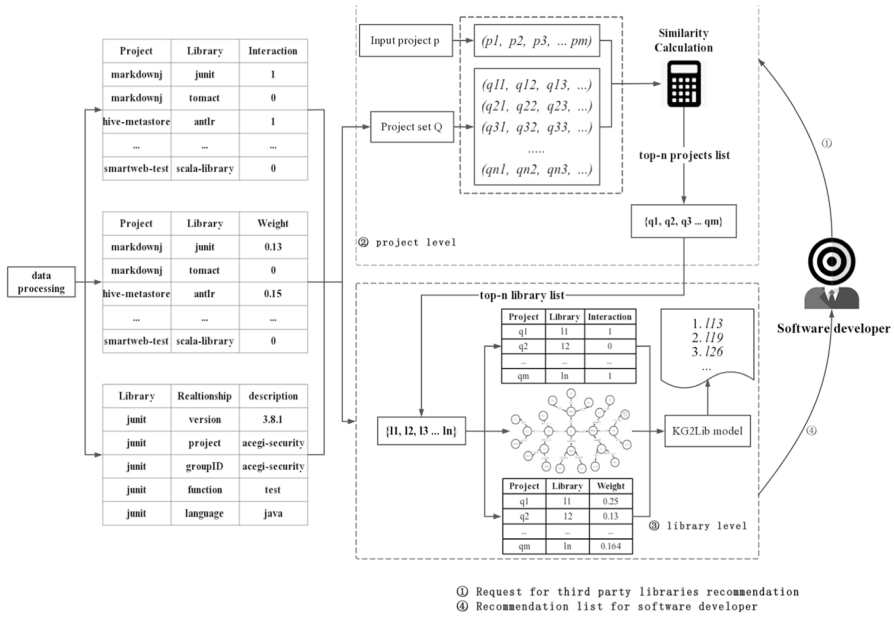 data
processing
Project Library Interaction
markdownj junit 1
markdownj tomact 0
hive-metastore antlr 1
... ... ...
smartweb-test scala-library 0
Project Library Weight
markdownj junit 0.13
markdownj tomact 0
hive-metastore antlr 0.15
... ... ...
smartweb-test scala-library 0
Library Realtionship description
junit version 3.8.1
junit project acegi-security
junit groupID acegi-security
junit function test
junit language java
Input project p
(p1, p2, p3, ... pm)
Project set Q
(q11, q12, q13, ...)
(q21, q22, q23, ...)
(q31, q32, q33, ...)
.....
(qn1, qn2, qn3, ...)
Similarity
Calculation
top-n projects list
{q1, q2, q3 ... qm}
② project level
top-n library list
{l1, l2, l3 ... ln}
Project Library Interaction
q1 l1 1
q2 12 0
... ... ...
qm ln 1
Project Library Weight
q1 l1 0.25
q2 12 0.13
... ... ...
qm ln 0.164
③ library level
KG2Lib model
1. l13
2. l19
3. l26
...
①
Software developer
④
① Request for third party libraries recommendation
④ Recommendation list for software developer